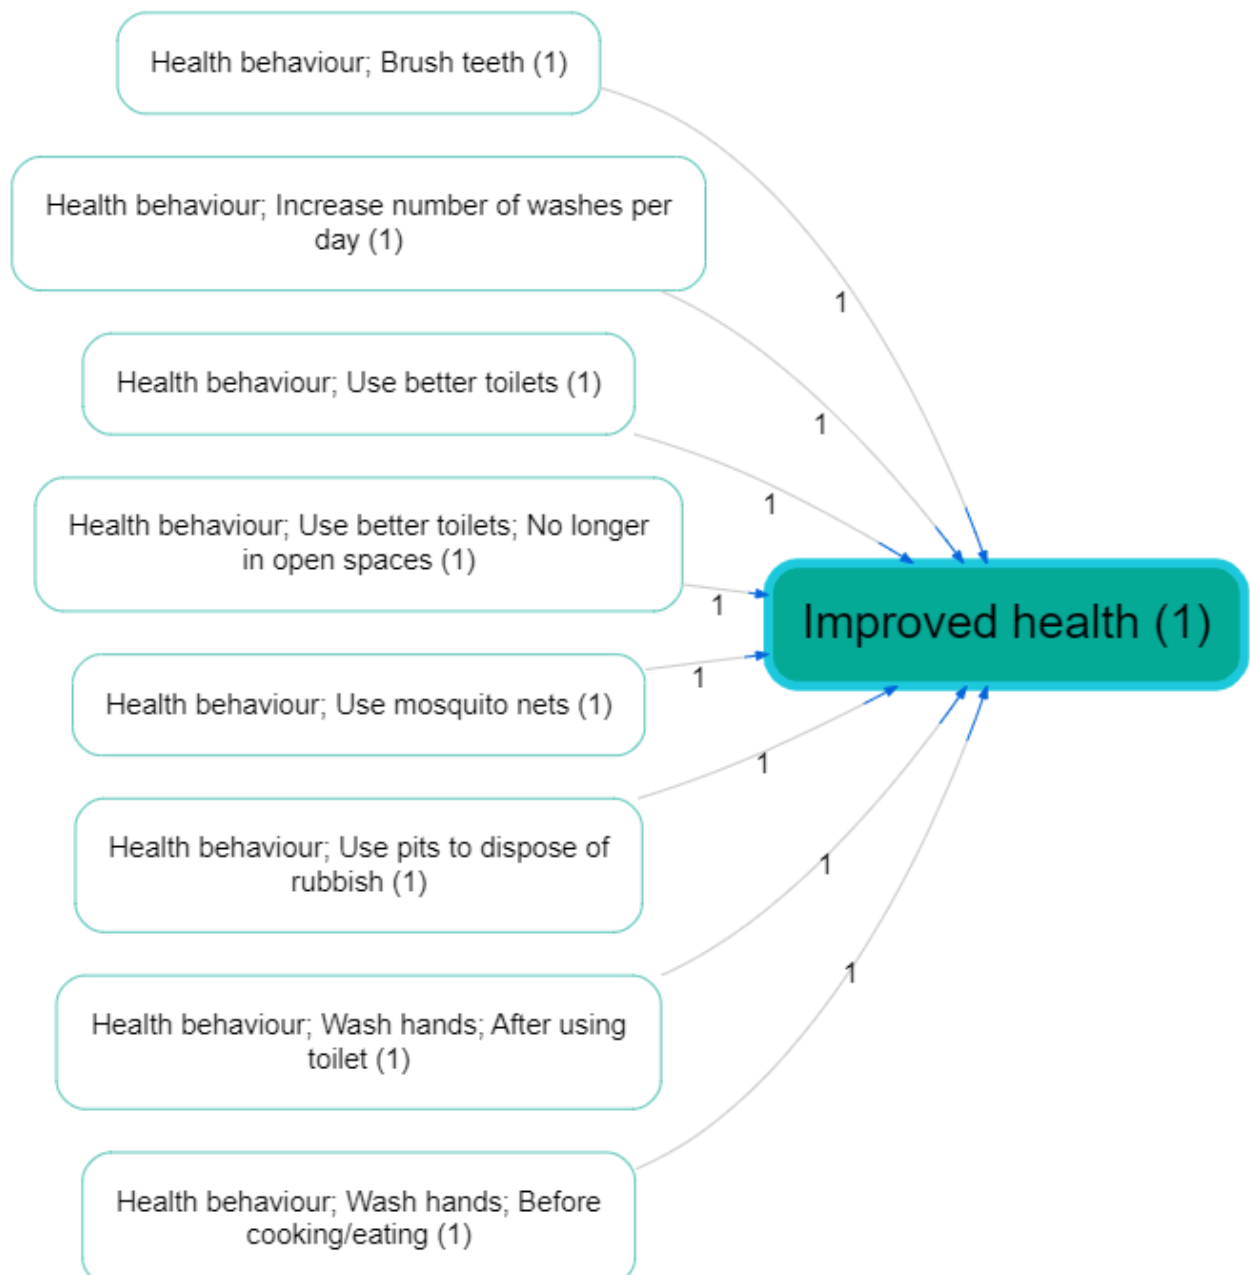 Health behaviour; Brush teeth (1)
Health behaviour; Increase number of washes per
day (1)
1
1
Health behaviour; Use better toilets (1)
1
Health behaviour; Use better toilets; No longer
in open spaces (1)
1
Improved health (1)
Health behaviour; Use mosquito nets (1)
1
1
Health behaviour; Use pits to dispose of
rubbish (1)
1
Health behaviour; Wash hands; After using
toilet (1)
1
Health behaviour; Wash hands; Before
cooking/eating (1)